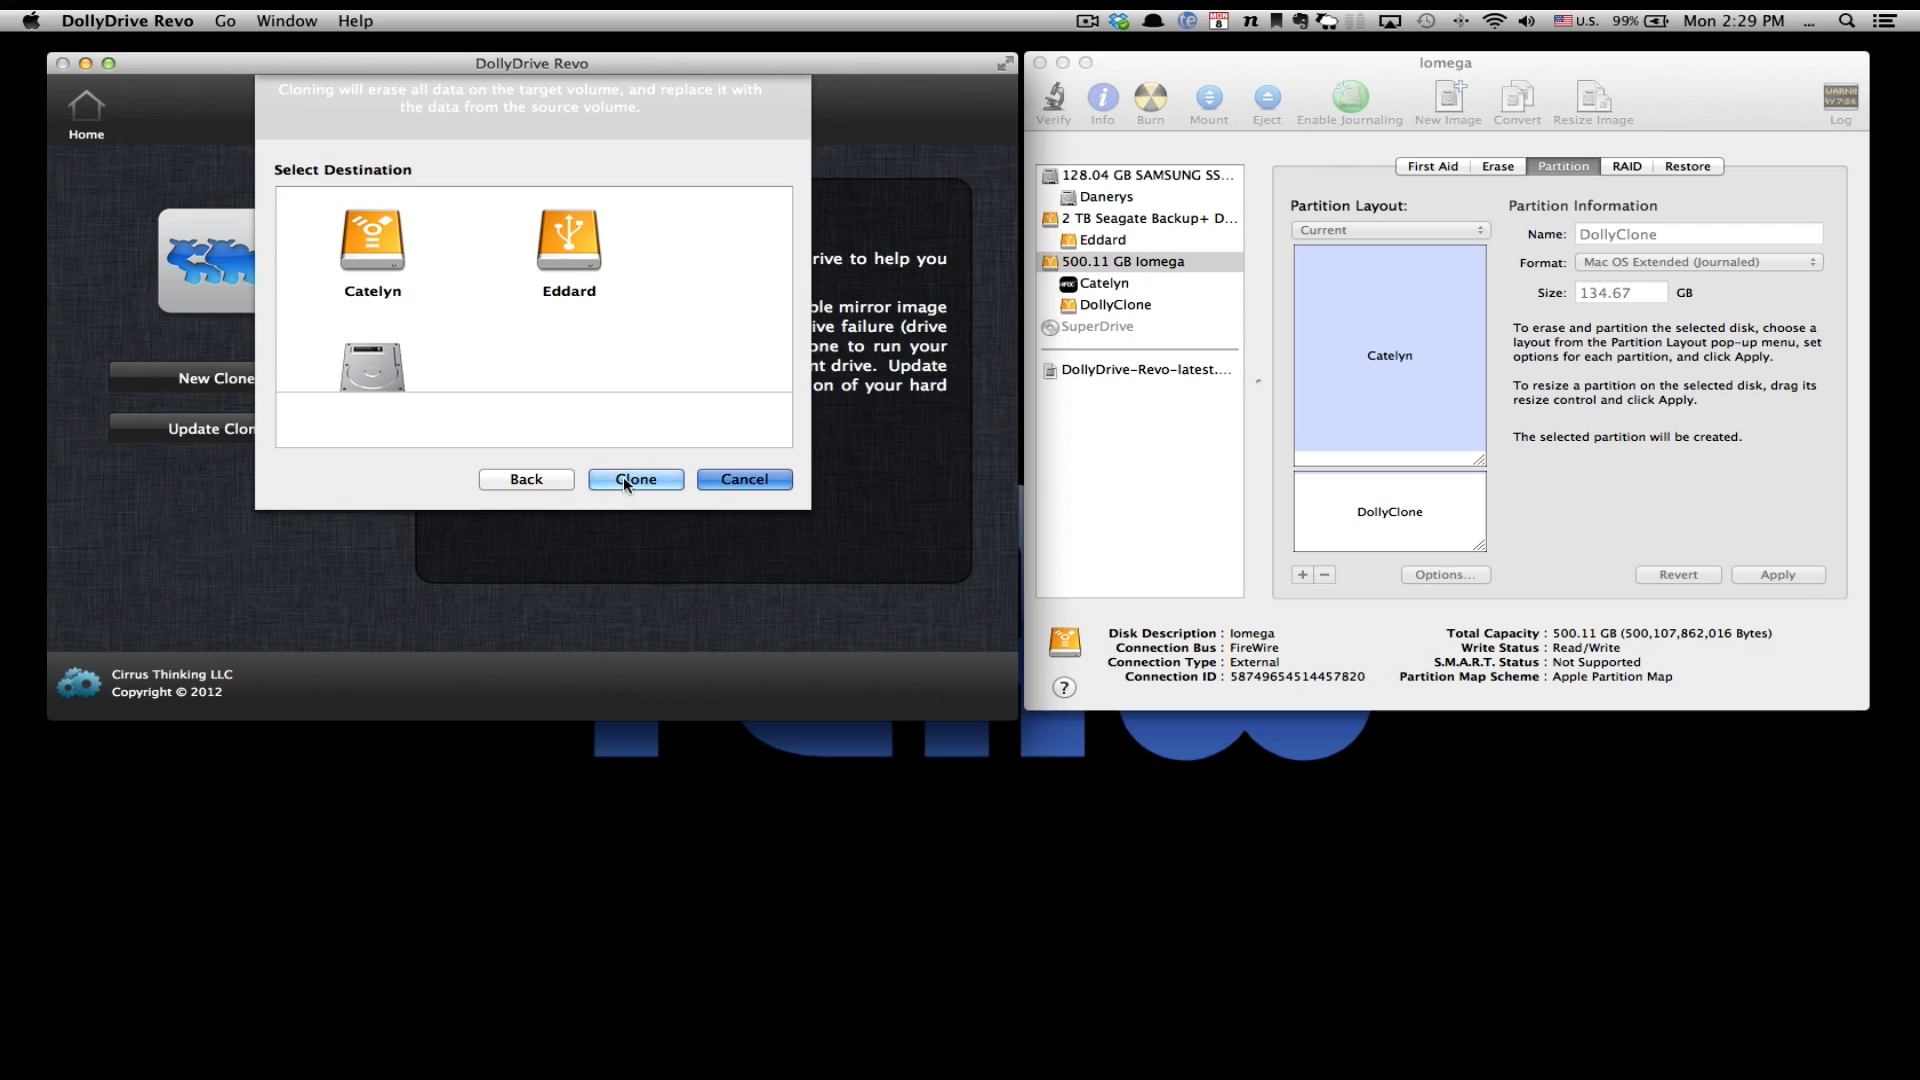 DollyDrive Revo Go Window Help
MON 8 U.S. 99% Mon 2:29 PM ...
DollyDrive Revo
Home
Cloning will erase all data on the target volume, and replace it with
the data from the source volume.
Select Destination
Catelyn Eddard
Back Clone Cancel
rive to help you
ble mirror image
ive failure (drive
one to run your
nt drive. Update
on of your hard
New Clone
Update Clon
Cirrus Thinking LLC
Copyright © 2012
Iomega
Verify Info Burn Mount Eject Enable Journaling New Image Convert Resize Image Log
128.04 GB SAMSUNG SS...
Danerys
2 TB Seagate Backup+ D...
Eddard
500.11 GB Iomega
Catelyn
DollyClone
SuperDrive
DollyDrive-Revo-latest....
First Aid Erase Partition RAID Restore
Partition Layout:
Current
Catelyn
DollyClone
+ − Options...
Partition Information
Name: DollyClone
Format: Mac OS Extended (Journaled)
Size: 134.67 GB
To erase and partition the selected disk, choose a
layout from the Partition Layout pop-up menu, set
options for each partition, and click Apply.
To resize a partition on the selected disk, drag its
resize control and click Apply.
The selected partition will be created.
Revert Apply
Disk Description : Iomega
Connection Bus : FireWire
Connection Type : External
Connection ID : 58749654514457820
Total Capacity : 500.11 GB (500,107,862,016 Bytes)
Write Status : Read/Write
S.M.A.R.T. Status : Not Supported
Partition Map Scheme : Apple Partition Map
?